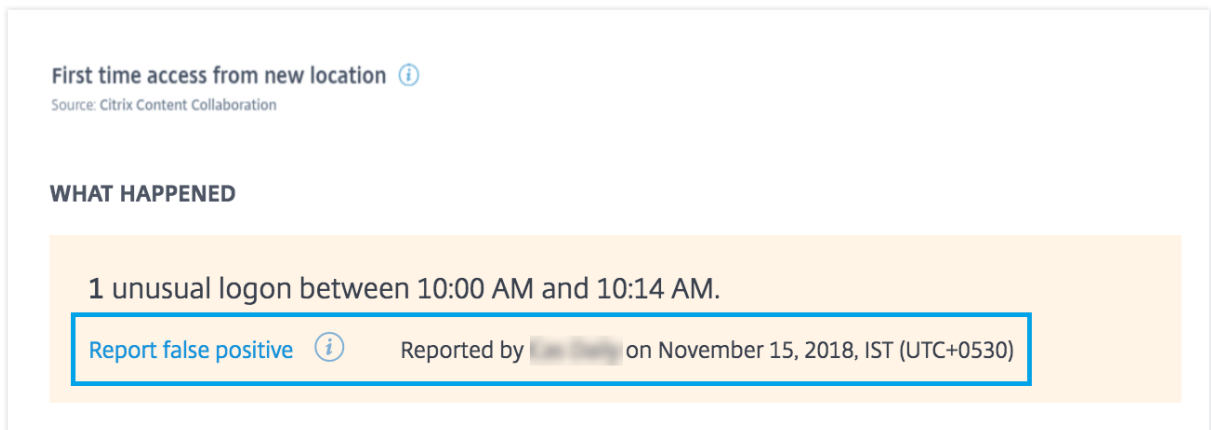 First time access from new location
Source: Citrix Content Collaboration
WHAT HAPPENED
1 unusual logon between 10:00 AM and 10:14 AM.
Report false positive Reported by on November 15, 2018, IST (UTC+0530)